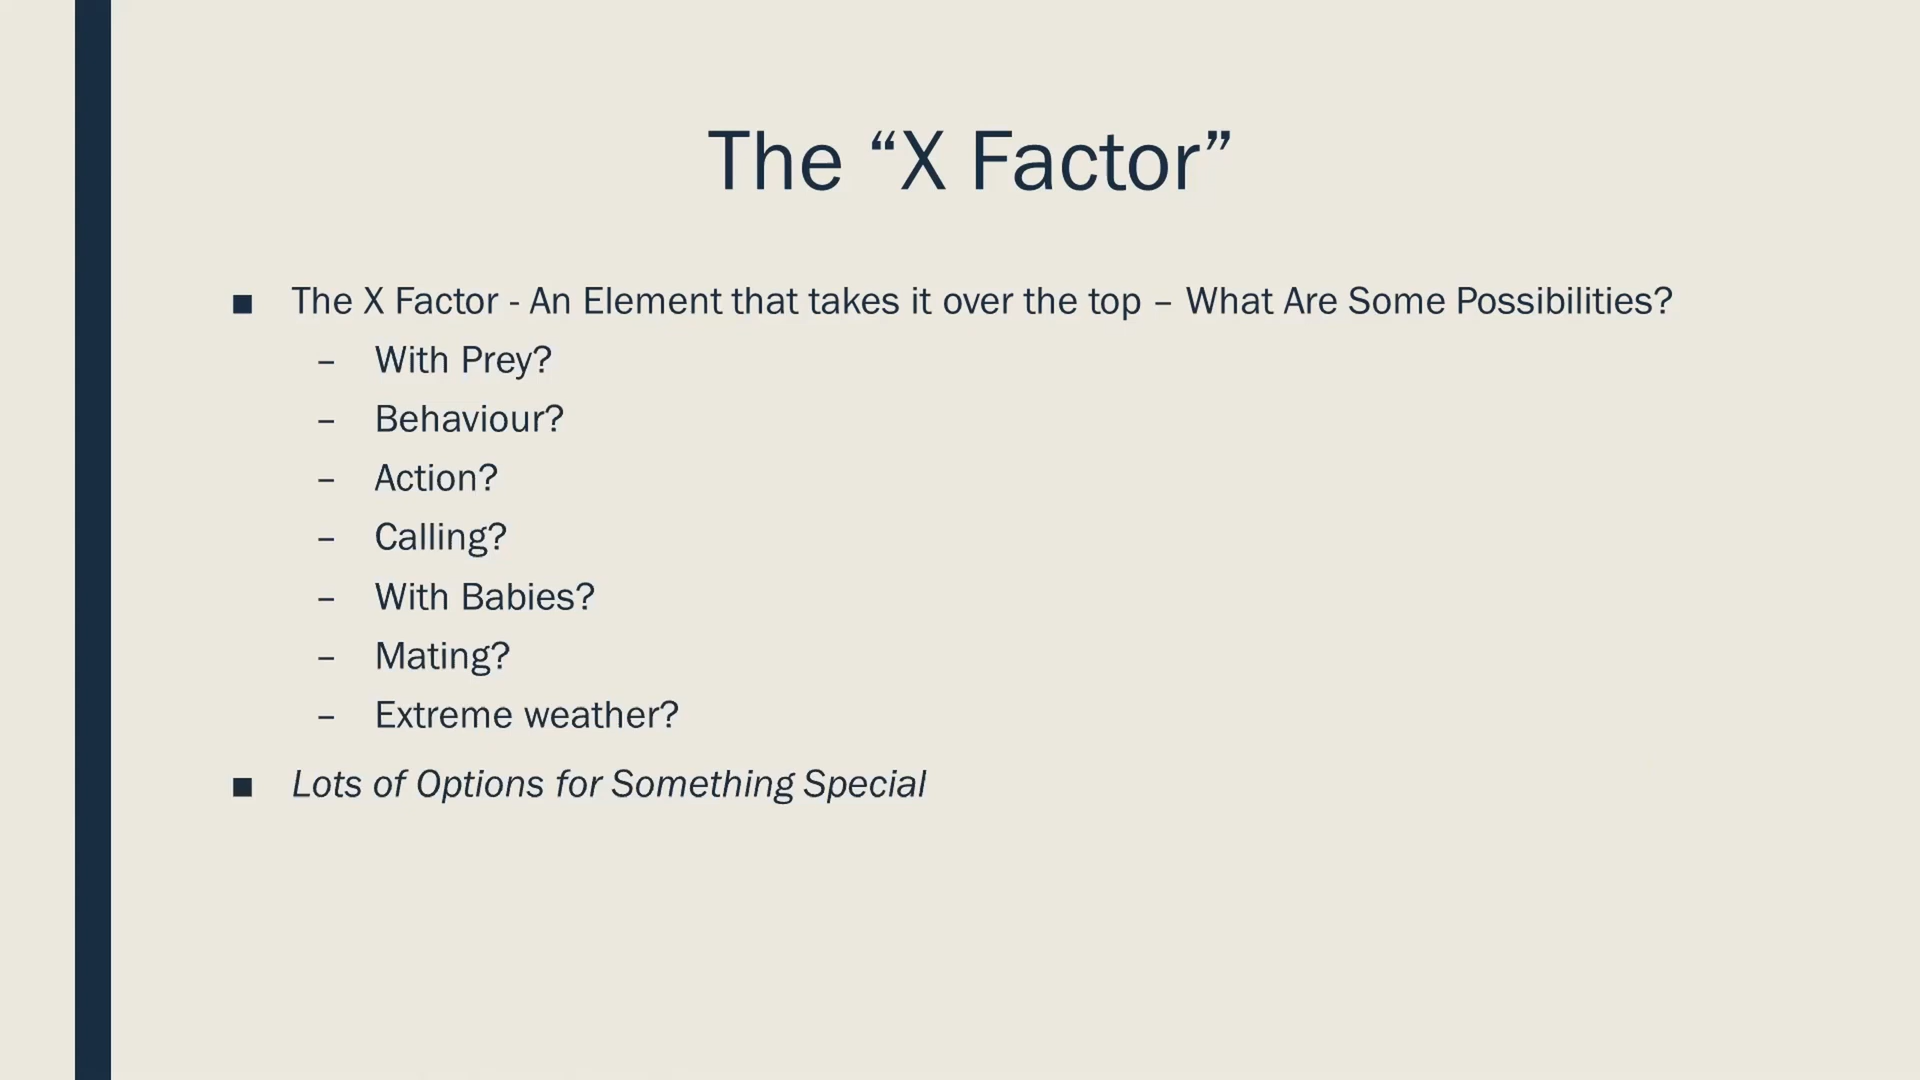 The “X Factor”
■ The X Factor - An Element that takes it over the top – What Are Some Possibilities?
– With Prey?
– Behaviour?
– Action?
– Calling?
– With Babies?
– Mating?
– Extreme weather?
■ Lots of Options for Something Special